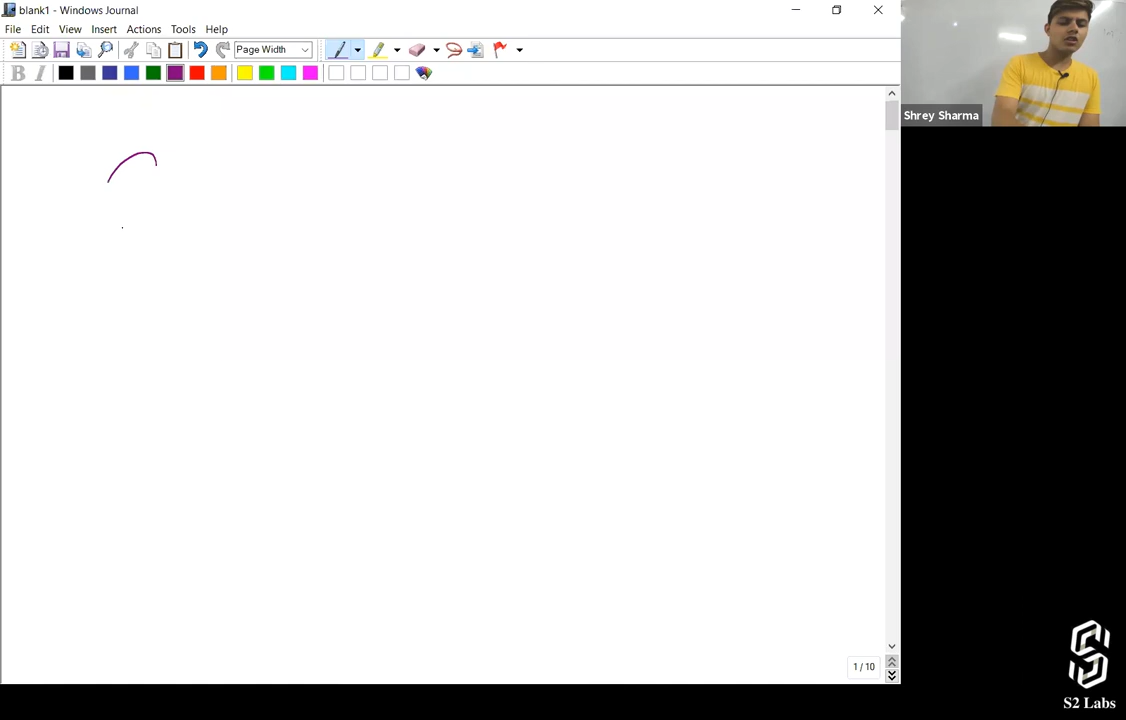 blank1 - Windows Journal
File Edit View Insert Actions Tools Help
Page Width
B I
Shrey Sharma
1 / 10
S2 Labs